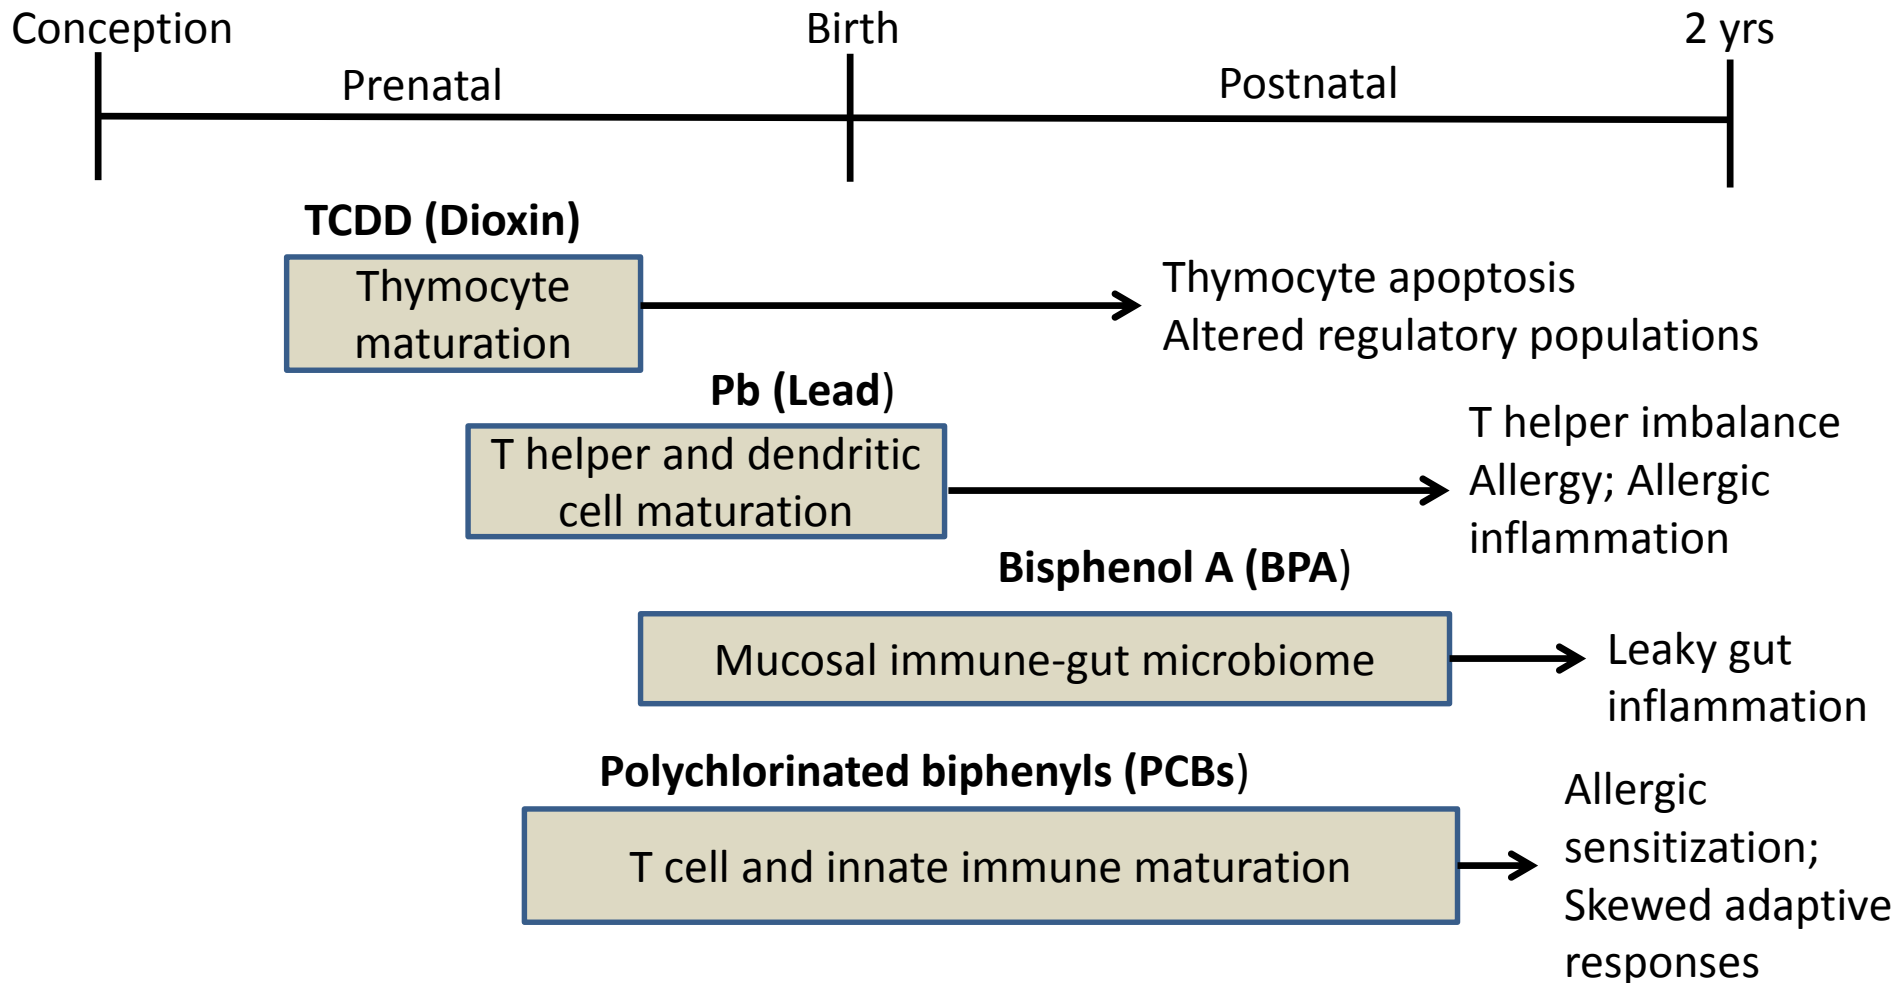 Conception
Birth
2 yrs
Prenatal
Postnatal
TCDD (Dioxin)
Thymocyte
maturation
Thymocyte apoptosis
Altered regulatory populations
Pb (Lead)
T helper and dendritic
cell maturation
T helper imbalance
Allergy; Allergic
inflammation
Bisphenol A (BPA)
Mucosal immune-gut microbiome
Leaky gut
inflammation
Polychlorinated biphenyls (PCBs)
T cell and innate immune maturation
Allergic
sensitization;
Skewed adaptive
responses